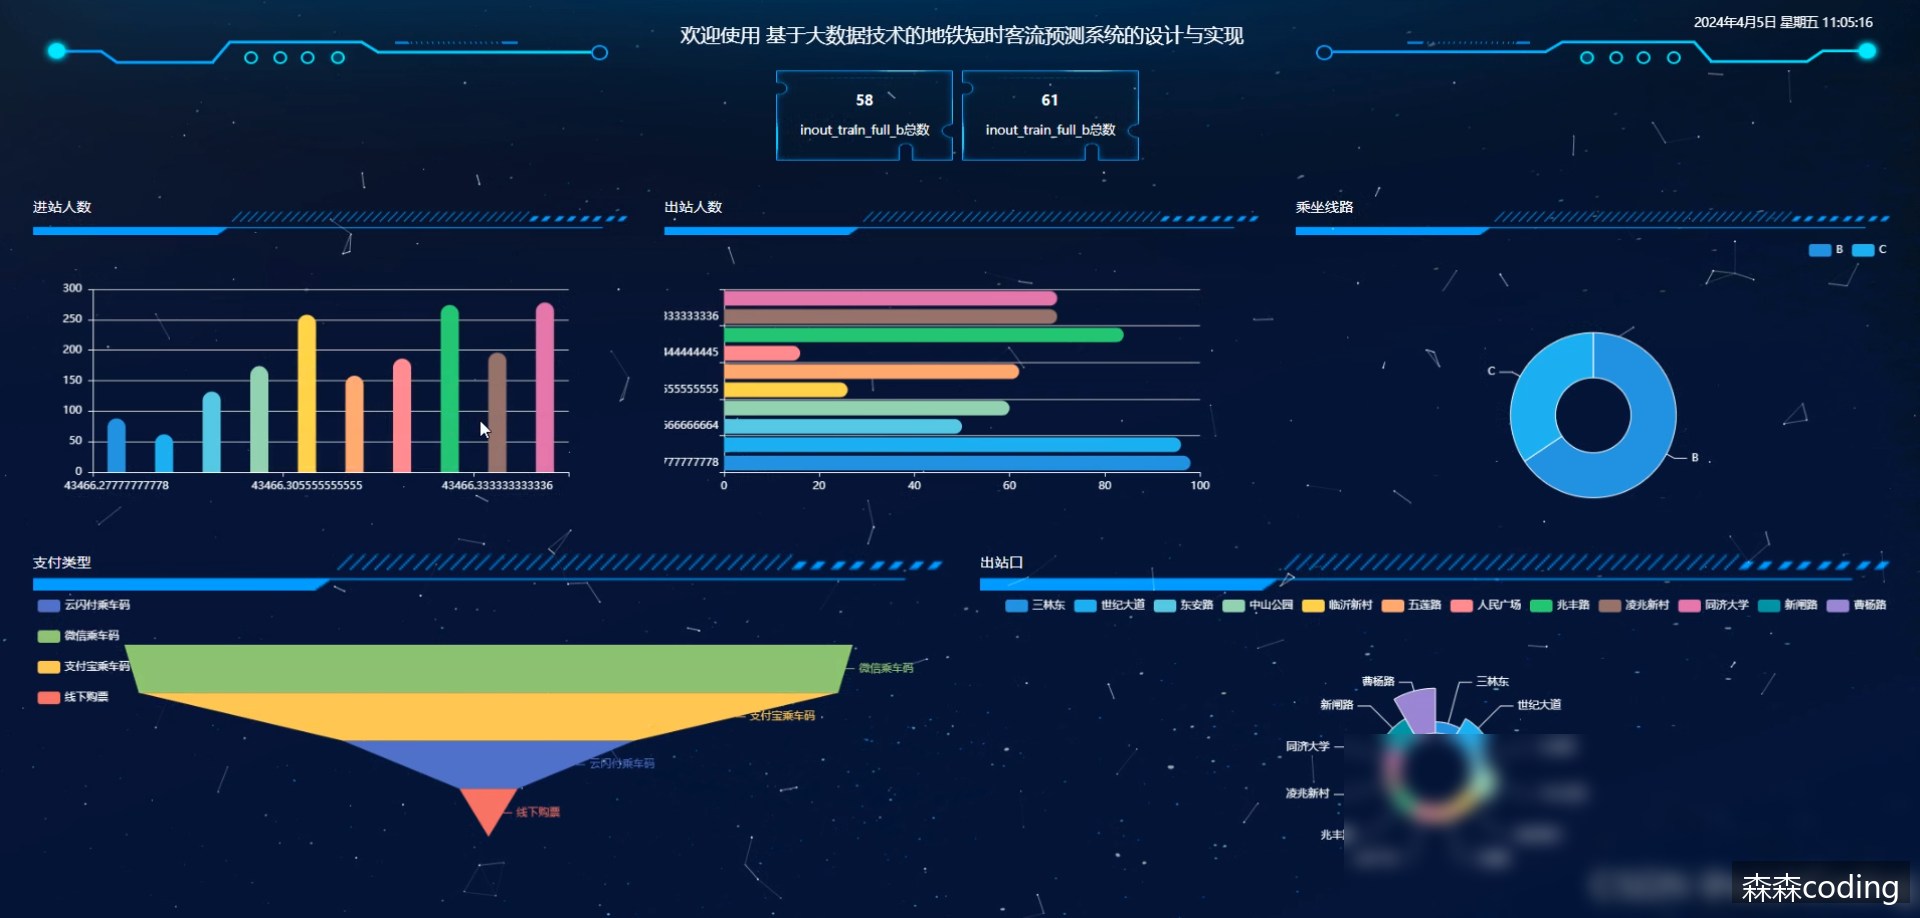 欢迎使用 基于大数据技术的地铁短时客流预测系统的设计与实现
2024年4月5日 星期五 11:05:16
58
inout_train_full_b总数
61
inout_train_full_b总数
进站人数
300
250
200
150
100
50
0
43466.27777777778
43466.305555555555
43466.333333333336
出站人数
333333336
444444445
555555555
666666664
777777778
0 20 40 60 80 100
乘坐线路
B C
C
B
支付类型
云闪付乘车码
微信乘车码
支付宝乘车码
线下购票
微信乘车码
支付宝乘车码
云闪付乘车码
线下购票
出站口
三林东 世纪大道 东安路 中山公园 临沂新村 五莲路 人民广场 兆丰路 凌兆新村 同济大学 新闸路 曹杨路
曹杨路
三林东
新闸路
世纪大道
同济大学
凌兆新村
兆丰
森森coding